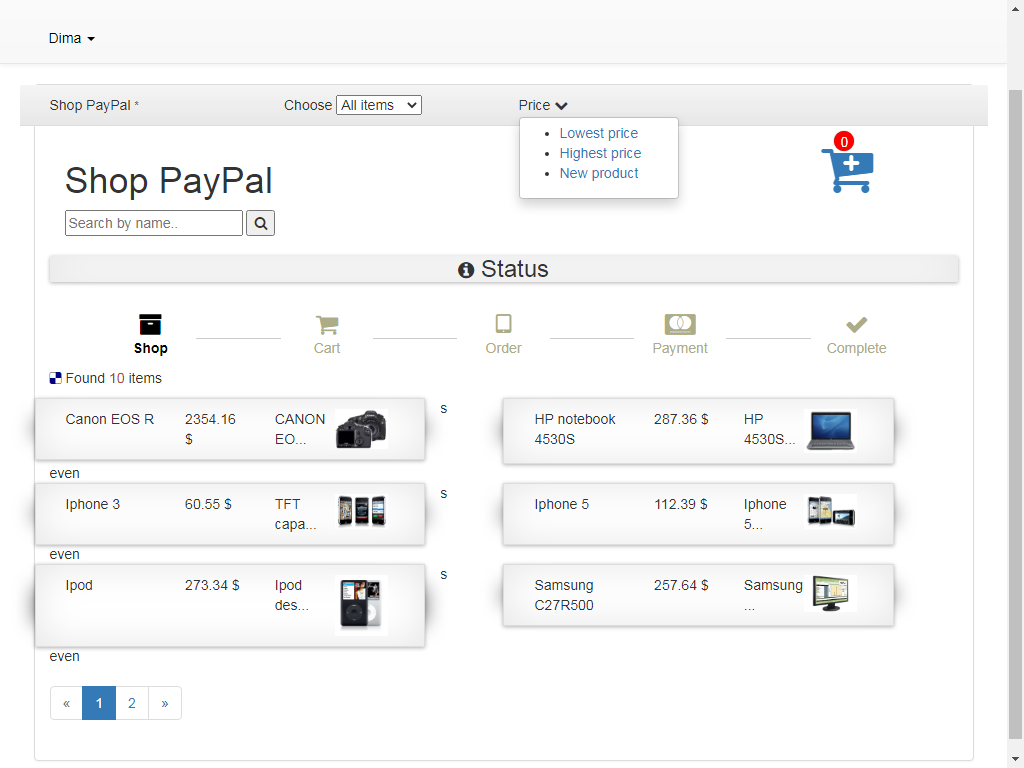 Dima
Shop PayPal *
Choose All items
Price
Lowest price
Highest price
New product
0
Shop PayPal
Search by name..
Status
Shop
Cart
Order
Payment
Complete
Found 10 items
Canon EOS R
2354.16
$
CANON
EO...
s
HP notebook
4530S
287.36 $
HP
4530S...
even
Iphone 3
60.55 $
TFT
capa...
s
Iphone 5
112.39 $
Iphone
5...
even
Ipod
273.34 $
Ipod
des...
s
Samsung
C27R500
257.64 $
Samsung
...
even
« 1 2 »